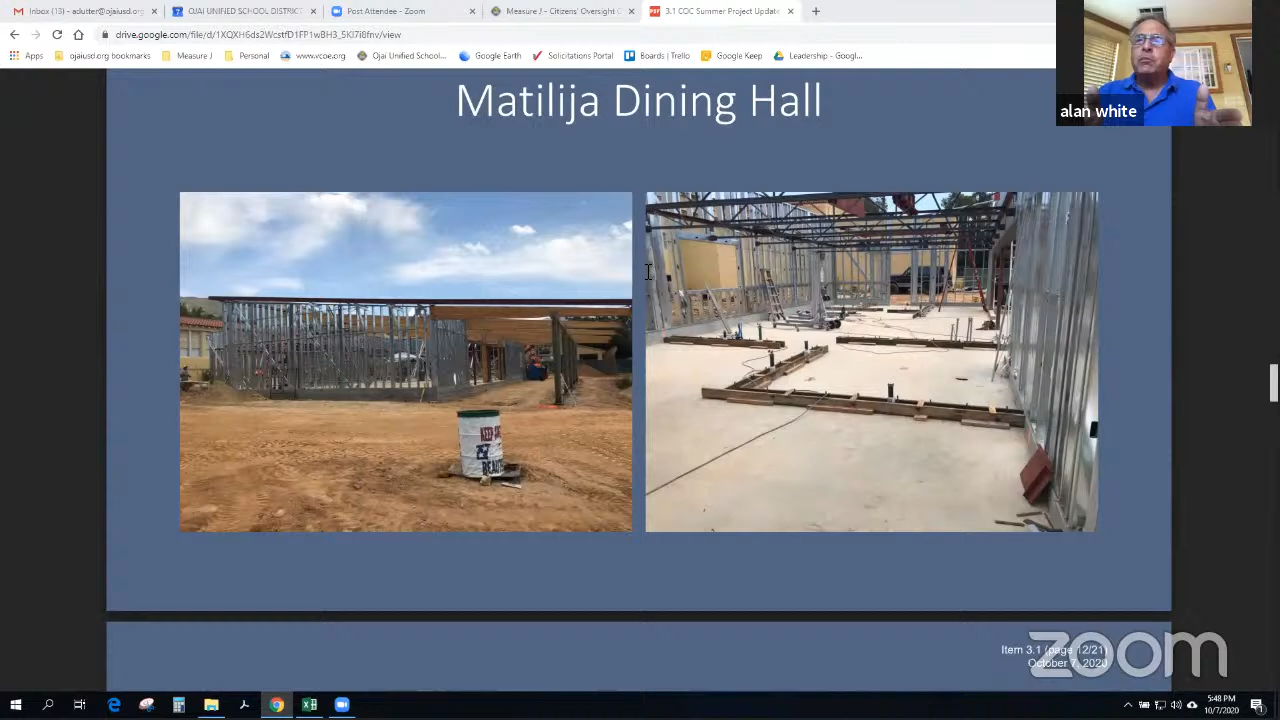 Inbox (13) - adutter@ojaiusd.org
OJAI UNIFIED SCHOOL DISTRICT
Post Attendee - Zoom
Measure J - Citizens' Oversight C
3.1 COC Summer Project Update
drive.google.com/file/d/1XQXH6ds2WcstfD1FP1wBH3_5Kl7i8fnv/view
Apps
ojaiusd.org bookmarks
Measure J
Personal
www.vcoe.org
Ojai Unified School...
Google Earth
Solicitations Portal
Boards | Trello
Google Keep
Leadership - Googl...
alan white
Matilija Dining Hall
KEEP
Item 3.1 (page 12/21)
October 7, 2020
zoom
5:48 PM
10/7/2020